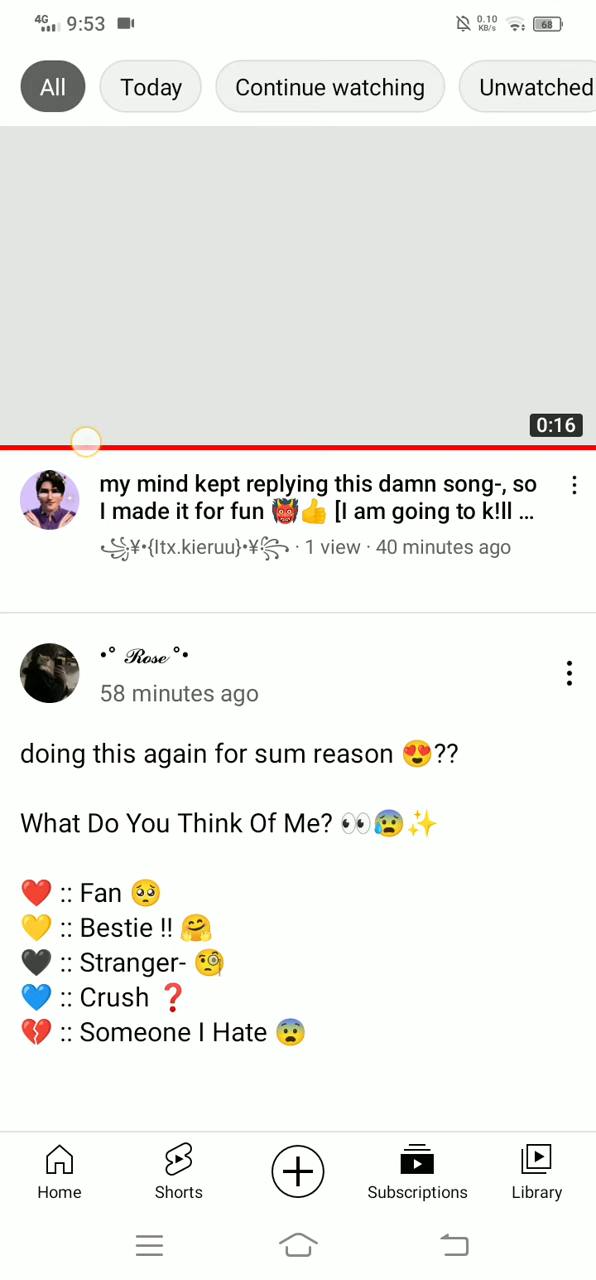 4G 9:53 0.10 KB/s 68
All Today Continue watching Unwatched
0:16
my mind kept replying this damn song-, so
I made it for fun 👹👍 [I am going to k!ll ...
꧁¥•{Itx.kieruu}•¥꧂ · 1 view · 40 minutes ago
•° 𝓡𝓸𝓼𝓮 °•
58 minutes ago
doing this again for sum reason 😍??
What Do You Think Of Me? 👀😰✨
❤️ :: Fan 🥺
💛 :: Bestie !! 🤗
🖤 :: Stranger- 🧐
💙 :: Crush ❓
💔 :: Someone I Hate 😨
Home Shorts Subscriptions Library